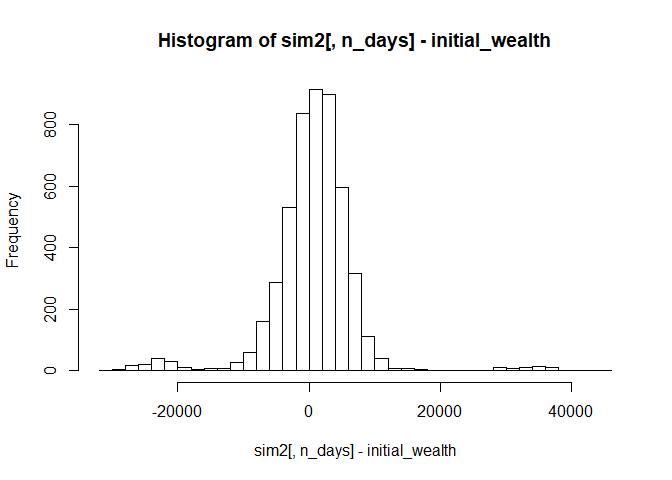 Histogram of sim2[, n_days] - initial_wealth
Frequency
800
600
400
200
0
-20000 0 20000 40000
sim2[, n_days] - initial_wealth